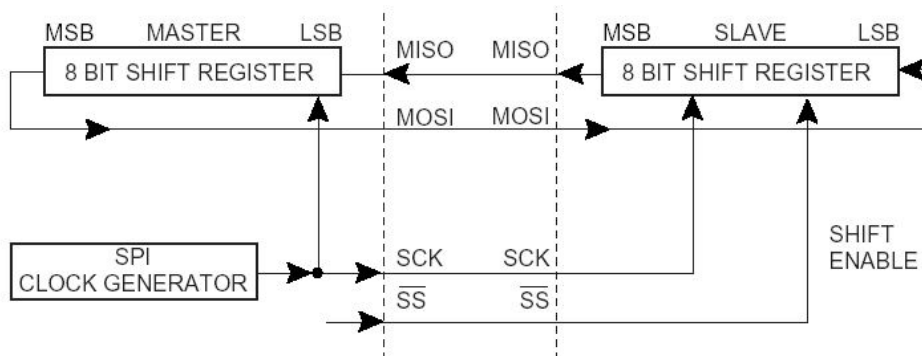 MSB MASTER LSB
8 BIT SHIFT REGISTER
MISO MISO
MSB SLAVE LSB
8 BIT SHIFT REGISTER
MOSI MOSI
SPI
CLOCK GENERATOR
SCK SCK
SS SS
SHIFT
ENABLE